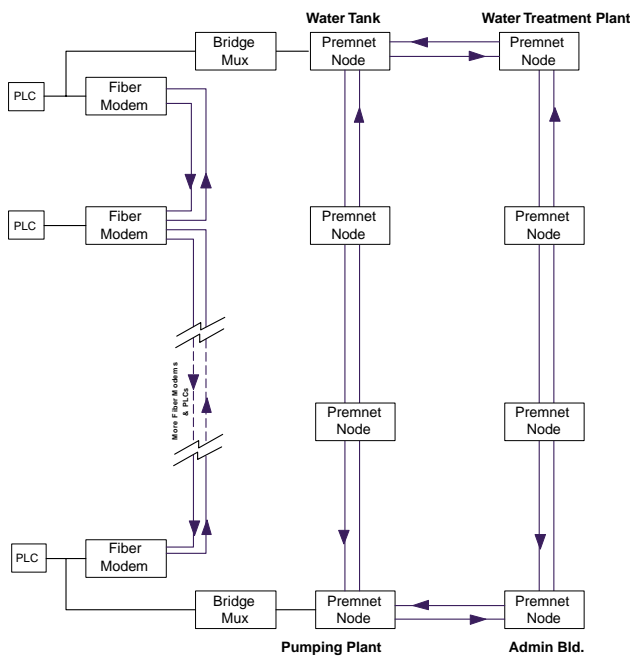 Water Tank
Water Treatment Plant
Bridge
Mux
Premnet
Node
Premnet
Node
PLC
Fiber
Modem
PLC
Fiber
Modem
Premnet
Node
Premnet
Node
More Fiber Modems
& PLCs
Premnet
Node
Premnet
Node
PLC
Fiber
Modem
Bridge
Mux
Premnet
Node
Premnet
Node
Pumping Plant
Admin Bld.